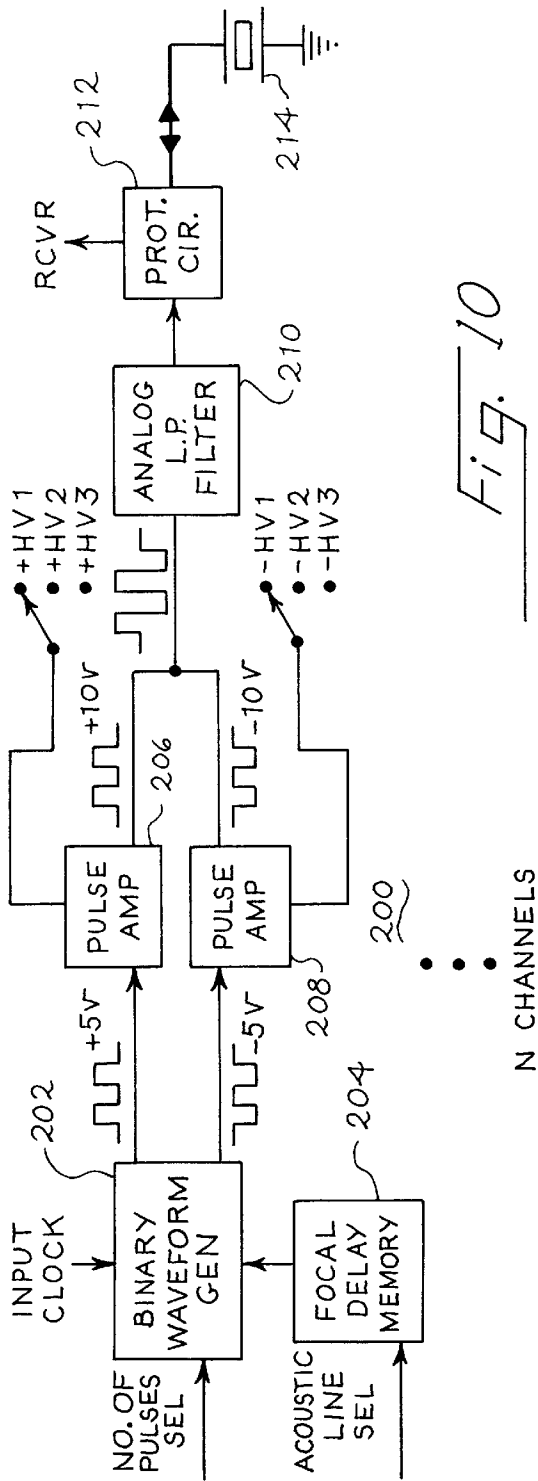 INPUT
CLOCK
202
NO. OF
PULSES
SEL
BINARY
WAVEFORM
GEN
+5V
-5V
ACOUSTIC
LINE
SEL
FOCAL
DELAY
MEMORY
204
PULSE
AMP
206
PULSE
AMP
208
+10V
-10V
+HV1
+HV2
+HV3
-HV1
-HV2
-HV3
ANALOG
L.P.
FILTER
210
RCVR
212
PROT.
CIR.
214
200
N CHANNELS
Fig. 10